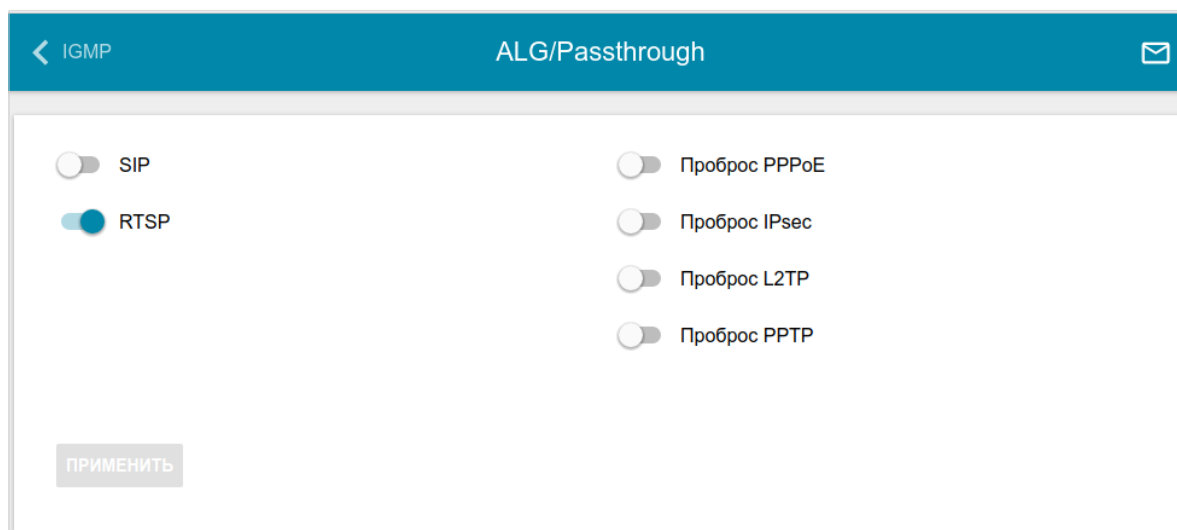 IGMP
ALG/Passthrough
SIP
RTSP
Проброс PPPoE
Проброс IPsec
Проброс L2TP
Проброс PPTP
ПРИМЕНИТЬ